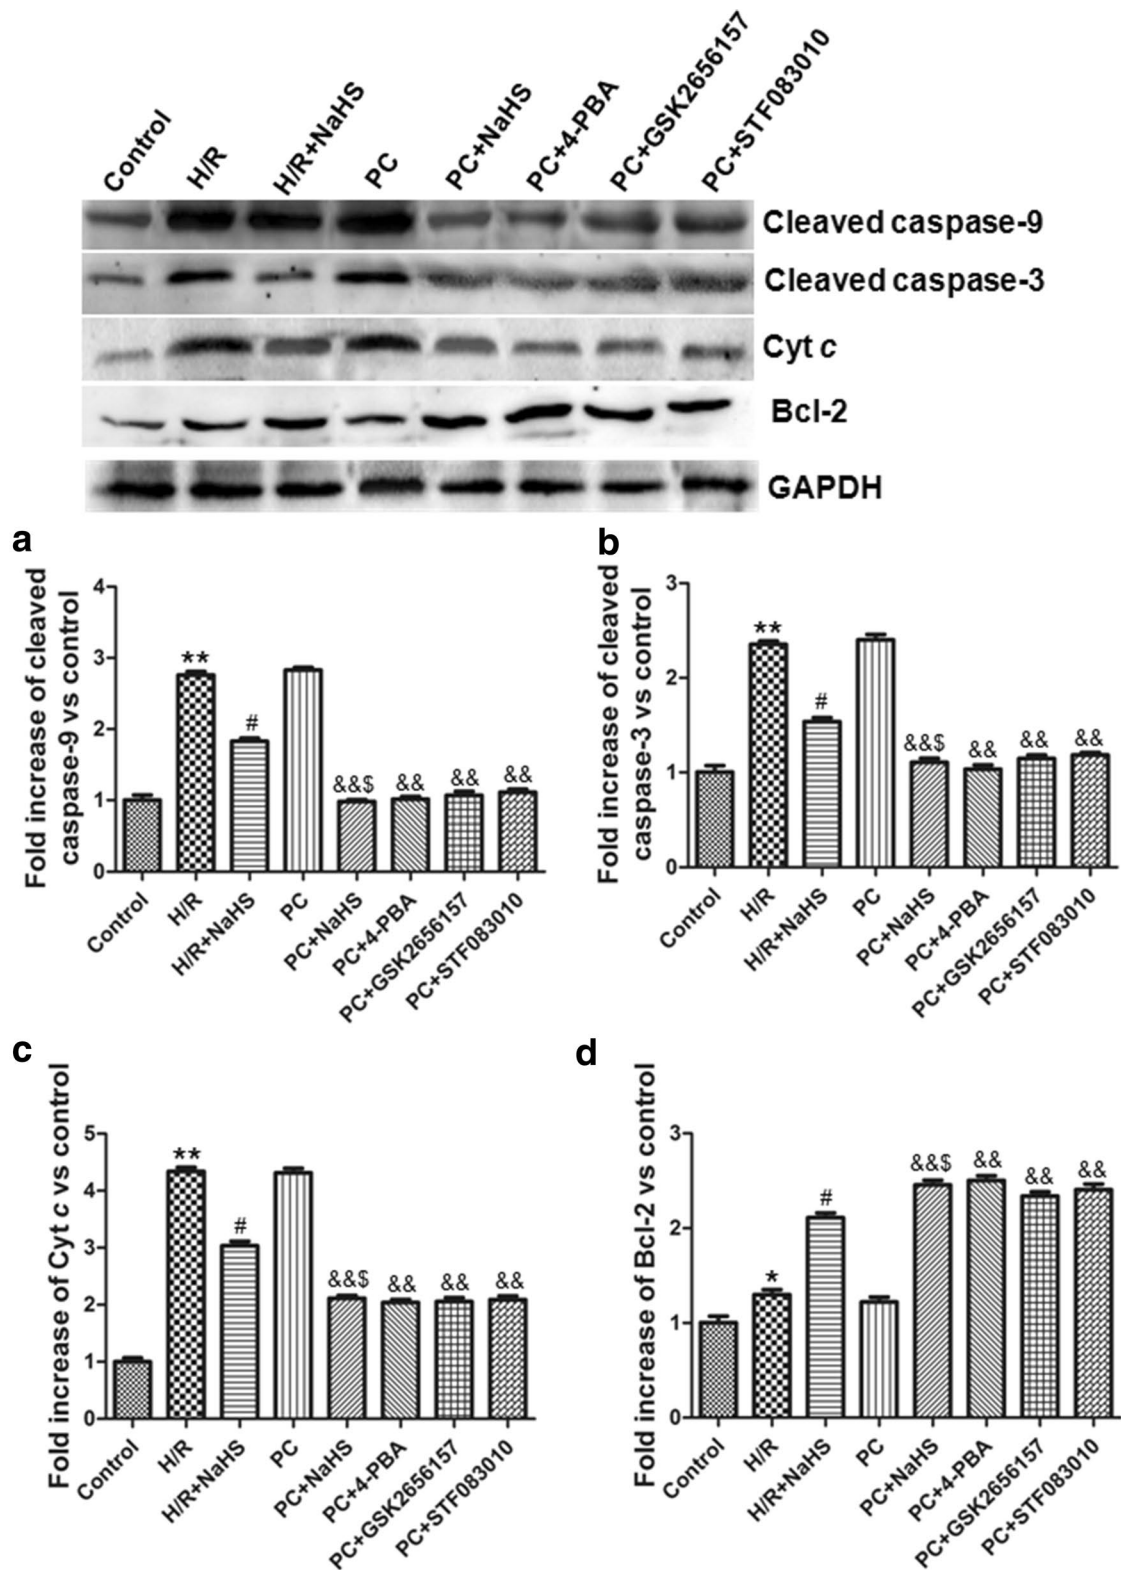 Control
H/R
H/R+NaHS
PC
PC+NaHS
PC+4-PBA
PC+GSK2656157
PC+STF083010
Cleaved caspase-9
Cleaved caspase-3
Cyt c
Bcl-2
GAPDH
a
Fold increase of cleaved
caspase-9 vs control
4
3
2
1
0
**
#
&&$
&&
&&
&&
Control
H/R
H/R+NaHS
PC
PC+NaHS
PC+4-PBA
PC+GSK2656157
PC+STF083010
b
Fold increase of cleaved
caspase-3 vs control
3
2
1
0
**
#
&&$
&&
&&
&&
Control
H/R
H/R+NaHS
PC
PC+NaHS
PC+4-PBA
PC+GSK2656157
PC+STF083010
c
Fold increase of Cyt c vs control
5
4
3
2
1
0
**
#
&&$
&&
&&
&&
Control
H/R
H/R+NaHS
PC
PC+NaHS
PC+4-PBA
PC+GSK2656157
PC+STF083010
d
Fold increase of Bcl-2 vs control
3
2
1
0
*
#
&&$
&&
&&
&&
Control
H/R
H/R+NaHS
PC
PC+NaHS
PC+4-PBA
PC+GSK2656157
PC+STF083010